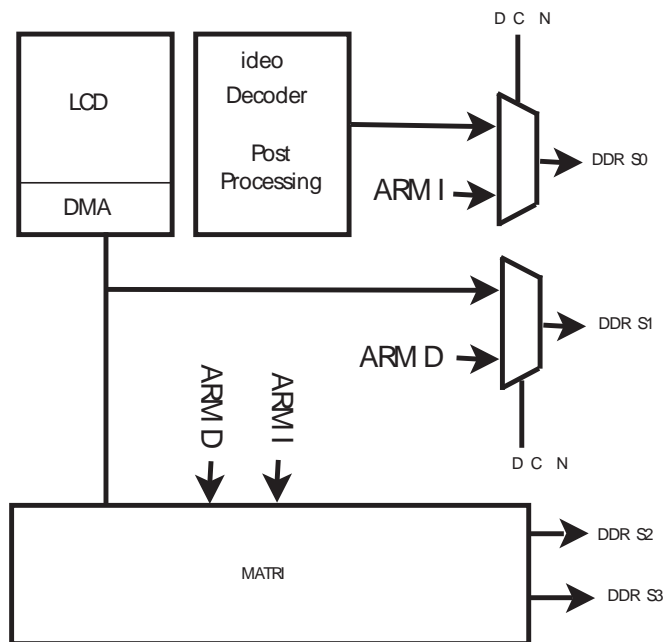 D C N
LCD
DMA
ideo
Decoder
Post
Processing
ARM I
DDR S0
ARM D
DDR S1
D C N
ARM D
ARM I
MATRI
DDR S2
DDR S3